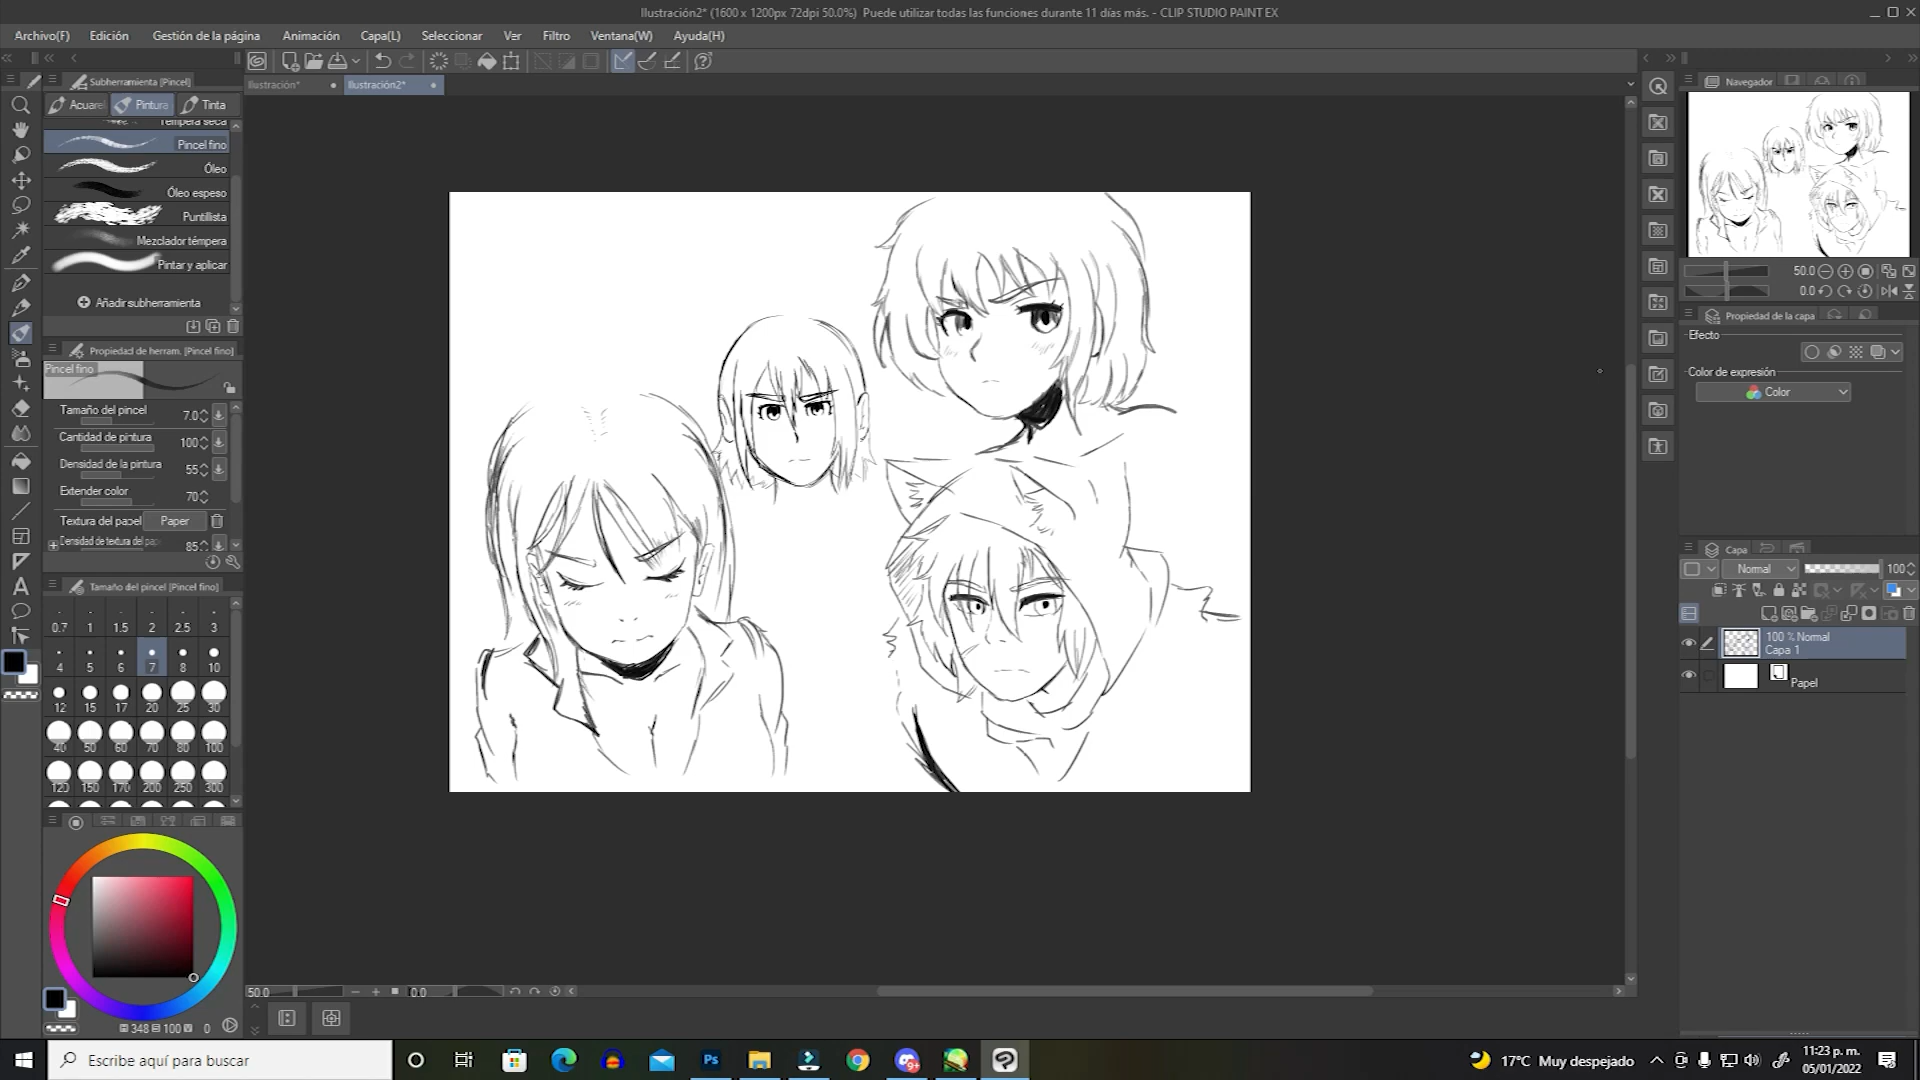 Ilustración2* (1600 x 1200px 72dpi 50.0%)  Puede utilizar todas las funciones durante 11 días más. - CLIP STUDIO PAINT EX
Archivo(F) Edición Gestión de la página Animación Capa(L) Seleccionar Ver Filtro Ventana(W) Ayuda(H)
Subherramienta [Pincel]
Ilustración* Ilustración2*
Navegador
Acuarel Pintura Tinta
Témpera seca
Pincel fino
Óleo
Óleo espeso
Puntillista
Mezclador témpera
Pintar y aplicar
Añadir subherramienta
50.0
0.0
Propiedad de la capa
Efecto
Color de expresión
Color
Propiedad de herram. [Pincel fino]
Pincel fino
Tamaño del pincel 7.0
Cantidad de pintura 100
Densidad de la pintura 55
Extender color 70
Textura del papel Paper
Densidad de textura del pap 85
Capa
Normal 100
100 % Normal
Capa 1
Papel
Tamaño del pincel [Pincel fino]
0.7 1 1.5 2 2.5 3
4 5 6 7 8 10
12 15 17 20 25 30
40 50 60 70 80 100
120 150 170 200 250 300
348 100 0
50.0 0.0
Escribe aquí para buscar
A
Ps
9+
17°C Muy despejado
11:23 p. m.
05/01/2022